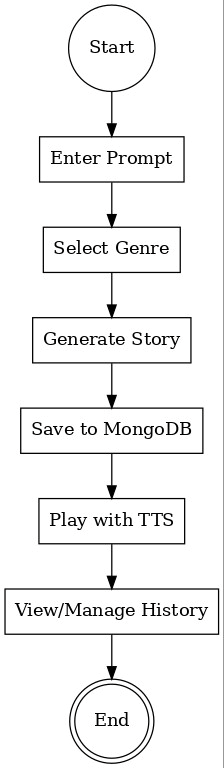 Start
Enter Prompt
Select Genre
Generate Story
Save to MongoDB
Play with TTS
View/Manage History
End